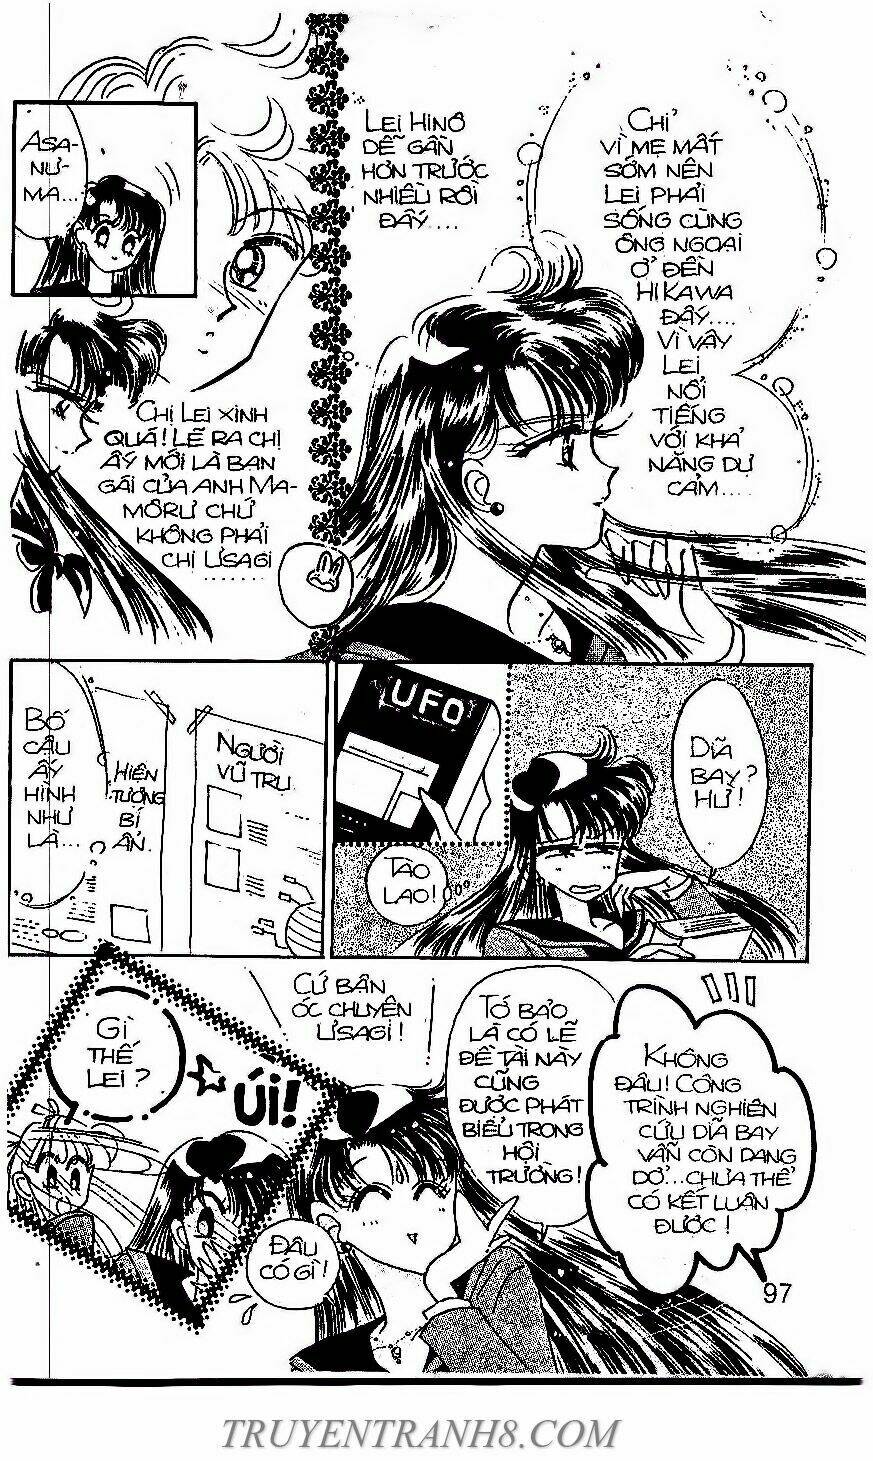 CHỈ
VÌ MẸ MẤT
SỚM NÊN
LEI PHẢI
SỐNG CÙNG
ÔNG NGOẠI
Ở ĐỀN
HIKAWA
ĐẤY....
VÌ VẬY
LEI
NỔI
TIẾNG
VỚI KHẢ
NĂNG DỰ
CẢM.....
LEI HINÔ
DỄ GẦN
HƠN TRƯỚC
NHIỀU RỒI
ĐẤY....
ASA-
NƯ-
MA...
CHỊ LEI XINH
QUÁ! LẼ RA CHỊ
ẤY MỚI LÀ BẠN
GÁI CỦA ANH MA-
MÔRƯ CHỨ
KHÔNG PHẢI
CHỊ ƯSAGI
........
DĨA
BAY?
HỪ!
UFO
TÀO
LAO!
NGƯỜI
VŨ TRỤ
HIỆN
TƯỢNG
BÍ
ẨN.
BỐ
CẬU
ẤY
HÌNH
NHƯ
LÀ...
KHÔNG
ĐÂU! CÔNG
TRÌNH NGHIÊN
CỨU DĨA BAY
VẪN CÒN DANG
DỞ...CHƯA THỂ
CÓ KẾT LUẬN
ĐƯỢC!
TỚ BẢO
LÀ CÓ LẼ
ĐỀ TÀI NÀY
CŨNG
ĐƯỢC PHÁT
BIỂU TRONG
HỘI
TRƯỜNG!
CỨ BẬN
ÓC CHUYỆN
ƯSAGI!
GÌ
THẾ
LEI?
ÚI!
ĐÂU
CÓ GÌ!
97
TRUYENTRANH8.COM